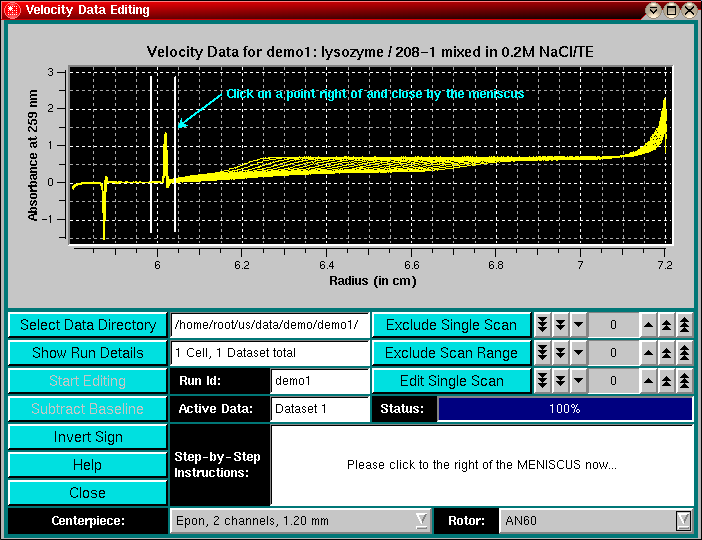 Velocity Data Editing
Velocity Data for demo1: lysozyme / 208-1 mixed in 0.2M NaCl/TE
Click on a point right of and close by the meniscus
Absorbance at 259 nm
3
2
1
0
-1
6 6.2 6.4 6.6 6.8 7 7.2
Radius (in cm)
Select Data Directory /home/root/us/data/demo/demo1/ Exclude Single Scan 0
Show Run Details 1 Cell, 1 Dataset total Exclude Scan Range 0
Start Editing Run Id: demo1 Edit Single Scan 0
Subtract Baseline Active Data: Dataset 1 Status: 100%
Invert Sign
Help
Close
Step-by-Step
Instructions:
Please click to the right of the MENISCUS now...
Centerpiece: Epon, 2 channels, 1.20 mm Rotor: AN60